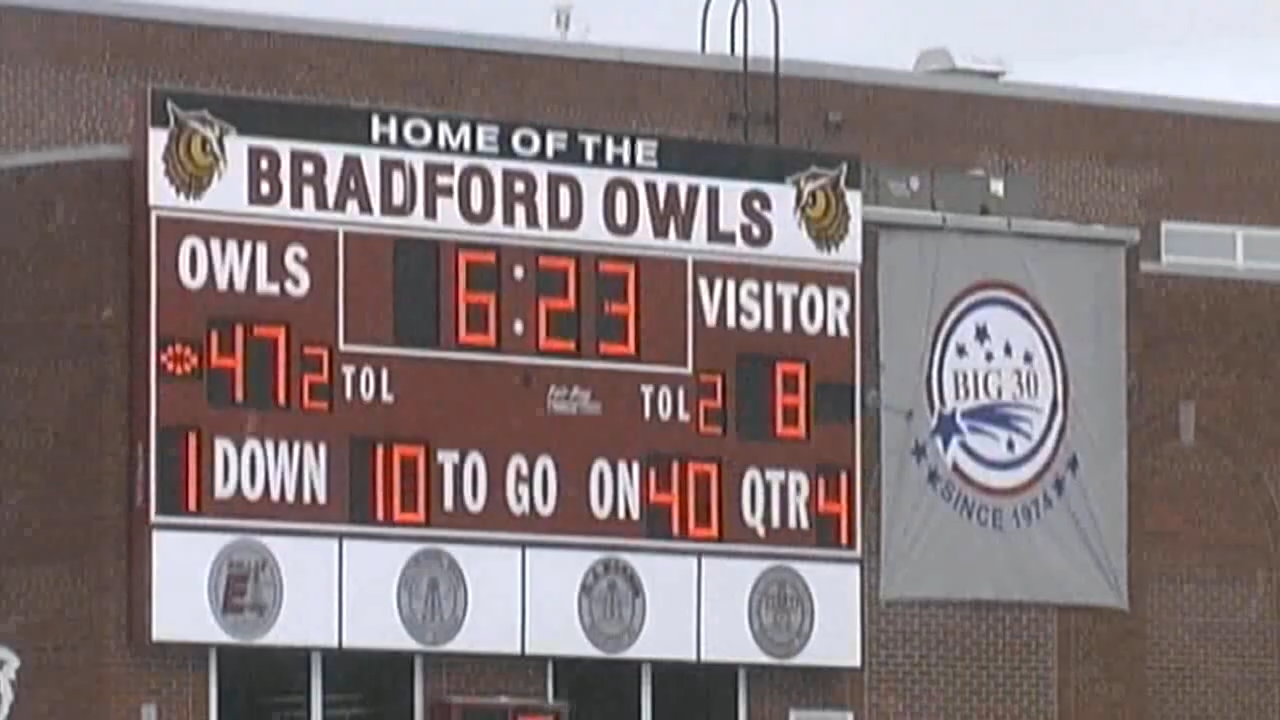 HOME OF THE
BRADFORD OWLS
OWLS 6:23 VISITOR
47 2 TOL TOL 2 8
1 DOWN 10 TO GO ON 40 QTR 4
BIG 30
SINCE 1974